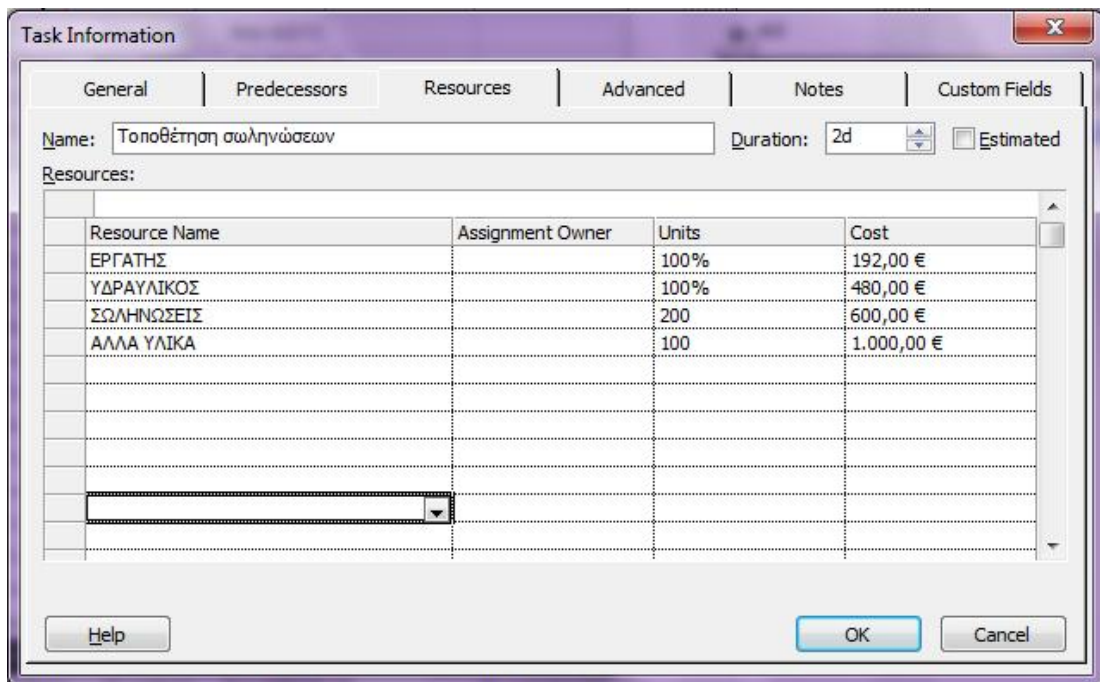 Task Information
General Predecessors Resources Advanced Notes Custom Fields
Name: Τοποθέτηση σωληνώσεων Duration: 2d Estimated
Resources:
Resource Name Assignment Owner Units Cost
ΕΡΓΑΤΗΣ 100% 192,00 €
ΥΔΡΑΥΛΙΚΟΣ 100% 480,00 €
ΣΩΛΗΝΩΣΕΙΣ 200 600,00 €
ΑΛΛΑ ΥΛΙΚΑ 100 1.000,00 €
Help OK Cancel